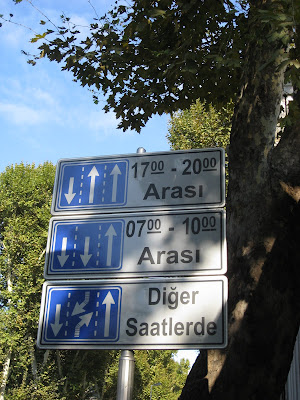 17⁰⁰ - 20⁰⁰
Arası
07⁰⁰ - 10⁰⁰
Arası
Diğer
Saatlerde